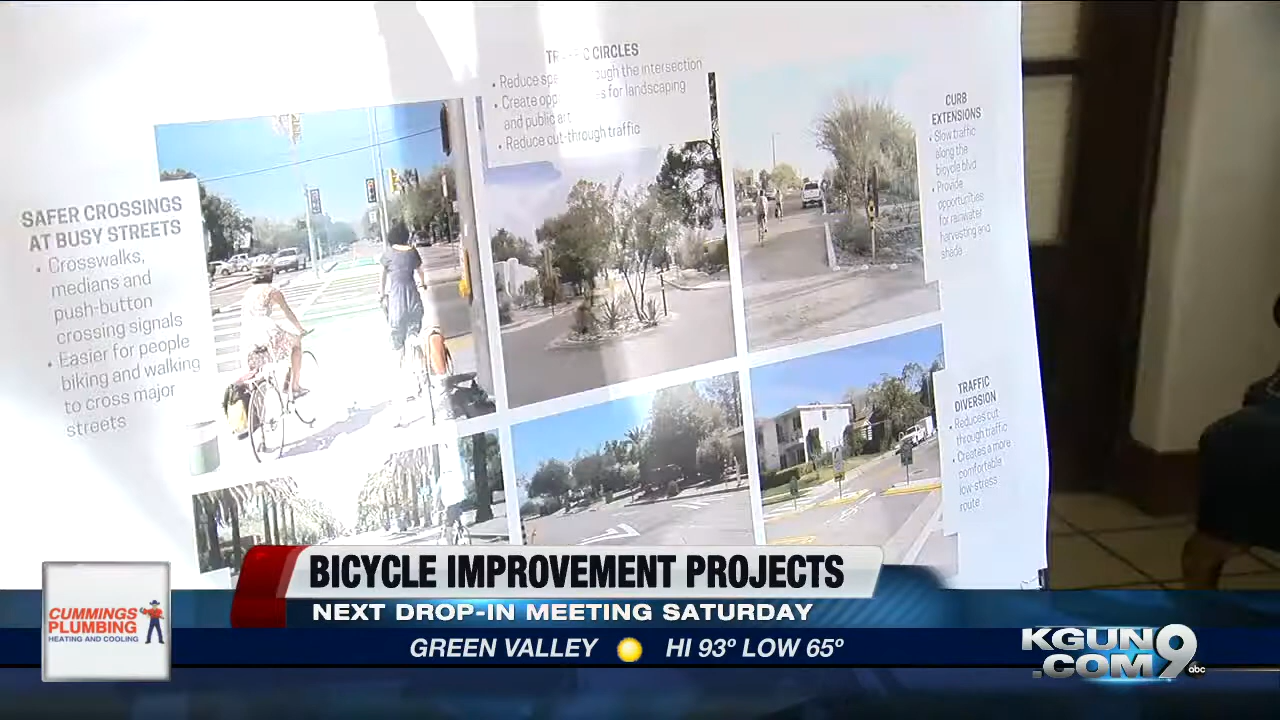 SAFER CROSSINGS
AT BUSY STREETS
• Crosswalks,
medians and
push-button
crossing signals
• Easier for people
biking and walking
to cross major
streets
CIRCLES
• Reduce through the intersection
• Create for landscaping
and public art
• Reduce cut-through traffic
CURB
EXTENSIONS
• Slow traffic
along the
bicycle blvd
• Provide
opportunities
for rainwater
harvesting and
shade
TRAFFIC
DIVERSION
• Reduces cut
through traffic
• Creates a more
comfortable
low-stress
route
BICYCLE IMPROVEMENT PROJECTS
NEXT DROP-IN MEETING SATURDAY
GREEN VALLEY HI 93º LOW 65º
CUMMINGS
PLUMBING
HEATING AND COOLING
KGUN9
.COM
abc